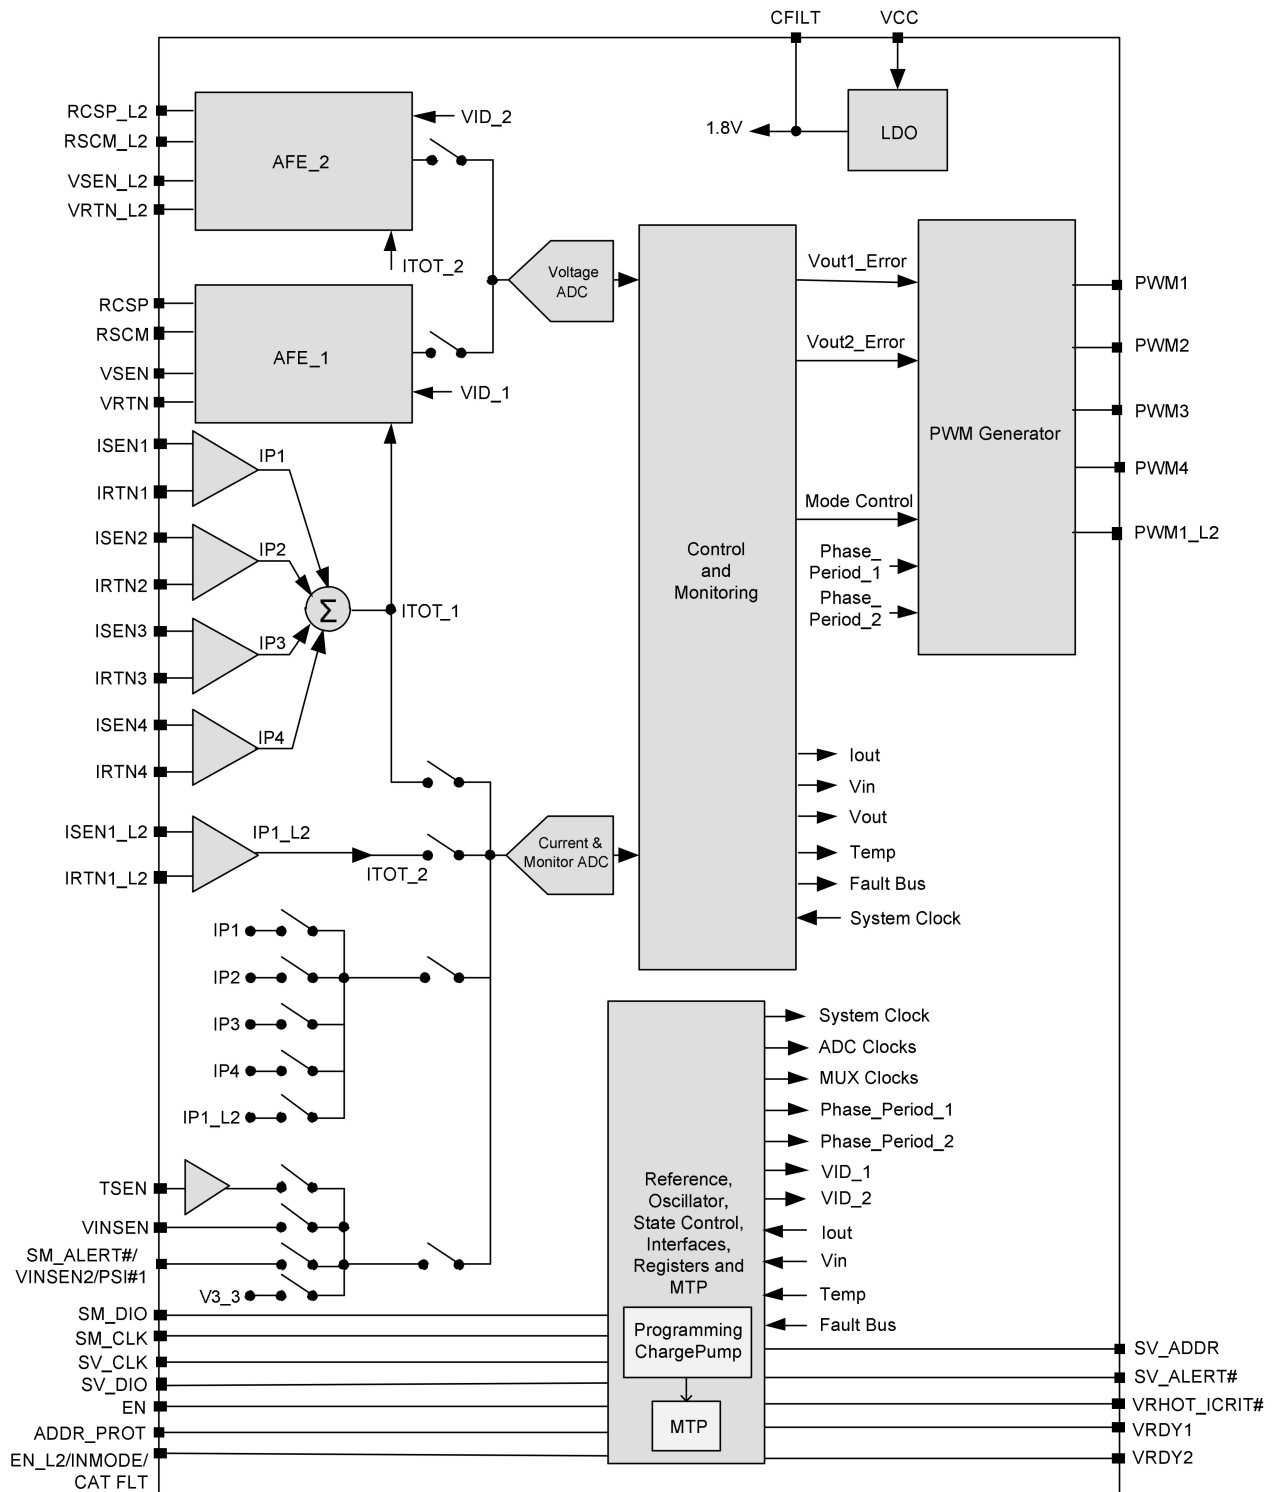 CFILT
VCC
RCSP_L2
RSCM_L2
VSEN_L2
VRTN_L2
AFE_2
VID_2
ITOT_2
1.8V
LDO
RCSP
RSCM
VSEN
VRTN
AFE_1
VID_1
Voltage
ADC
ISEN1
IRTN1
IP1
ISEN2
IRTN2
IP2
ISEN3
IRTN3
IP3
ISEN4
IRTN4
IP4
Σ
ITOT_1
ISEN1_L2
IRTN1_L2
IP1_L2
ITOT_2
Current &
Monitor ADC
Control
and
Monitoring
Vout1_Error
Vout2_Error
Mode Control
Phase_
Period_1
Phase_
Period_2
PWM Generator
PWM1
PWM2
PWM3
PWM4
PWM1_L2
Iout
Vin
Vout
Temp
Fault Bus
System Clock
IP1
IP2
IP3
IP4
IP1_L2
TSEN
VINSEN
SM_ALERT#/
VINSEN2/PSI#1
V3_3
SM_DIO
SM_CLK
SV_CLK
SV_DIO
EN
ADDR_PROT
EN_L2/INMODE/
CAT FLT
Reference,
Oscillator,
State Control,
Interfaces,
Registers and
MTP
Programming
ChargePump
MTP
System Clock
ADC Clocks
MUX Clocks
Phase_Period_1
Phase_Period_2
VID_1
VID_2
Iout
Vin
Temp
Fault Bus
SV_ADDR
SV_ALERT#
VRHOT_ICRIT#
VRDY1
VRDY2